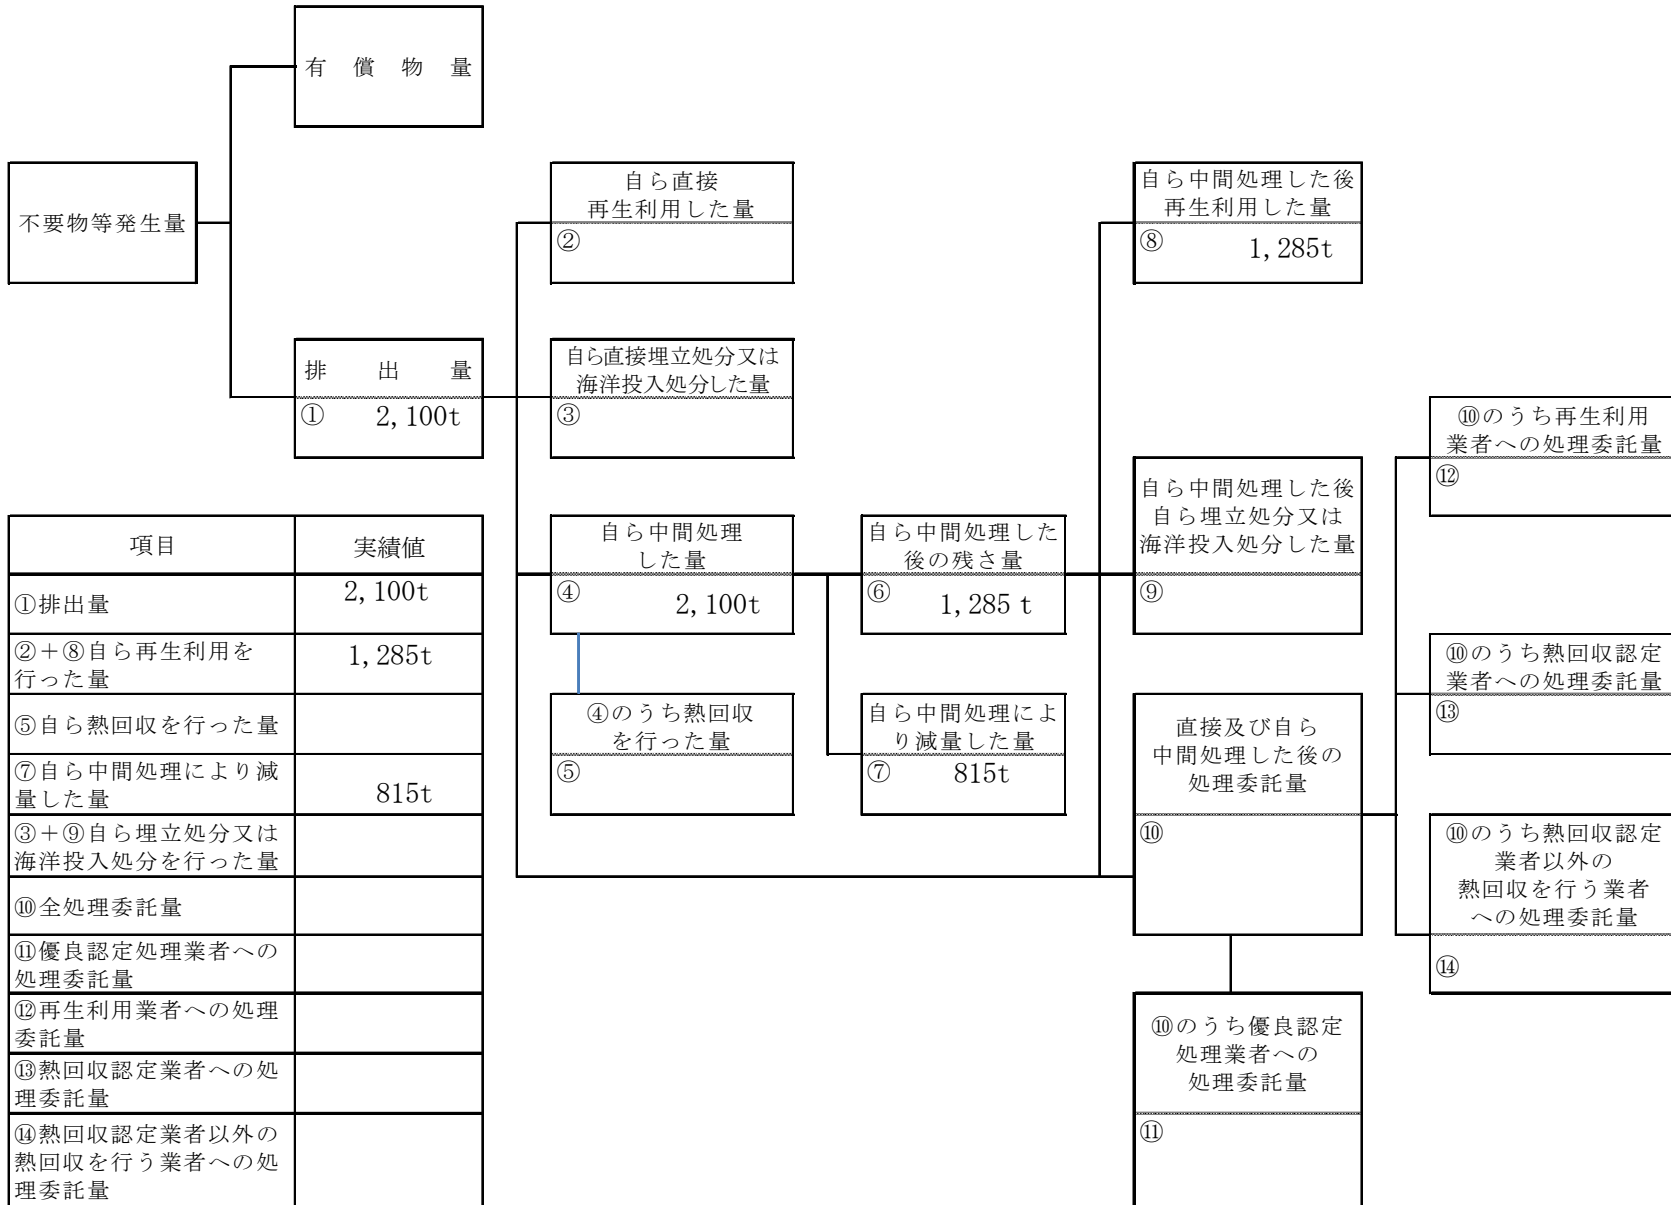 有償物量
不要物等発生量
排出量
① 2,100t
自ら直接
再生利用した量
②
自ら直接埋立処分又は
海洋投入処分した量
③
自ら中間処理
した量
④ 2,100t
④のうち熱回収
を行った量
⑤
自ら中間処理した
後の残さ量
⑥ 1,285 t
自ら中間処理によ
り減量した量
⑦ 815t
自ら中間処理した後
再生利用した量
⑧ 1,285t
自ら中間処理した後
自ら埋立処分又は
海洋投入処分した量
⑨
直接及び自ら
中間処理した後の
処理委託量
⑩
⑩のうち優良認定
処理業者への
処理委託量
⑪
⑩のうち再生利用
業者への処理委託量
⑫
⑩のうち熱回収認定
業者への処理委託量
⑬
⑩のうち熱回収認定
業者以外の
熱回収を行う業者
への処理委託量
⑭
項目 実績値
①排出量 2,100t
②+⑧自ら再生利用を
行った量 1,285t
⑤自ら熱回収を行った量
⑦自ら中間処理により減
量した量 815t
③+⑨自ら埋立処分又は
海洋投入処分を行った量
⑩全処理委託量
⑪優良認定処理業者への
処理委託量
⑫再生利用業者への処理
委託量
⑬熱回収認定業者への処
理委託量
⑭熱回収認定業者以外の
熱回収を行う業者への処
理委託量